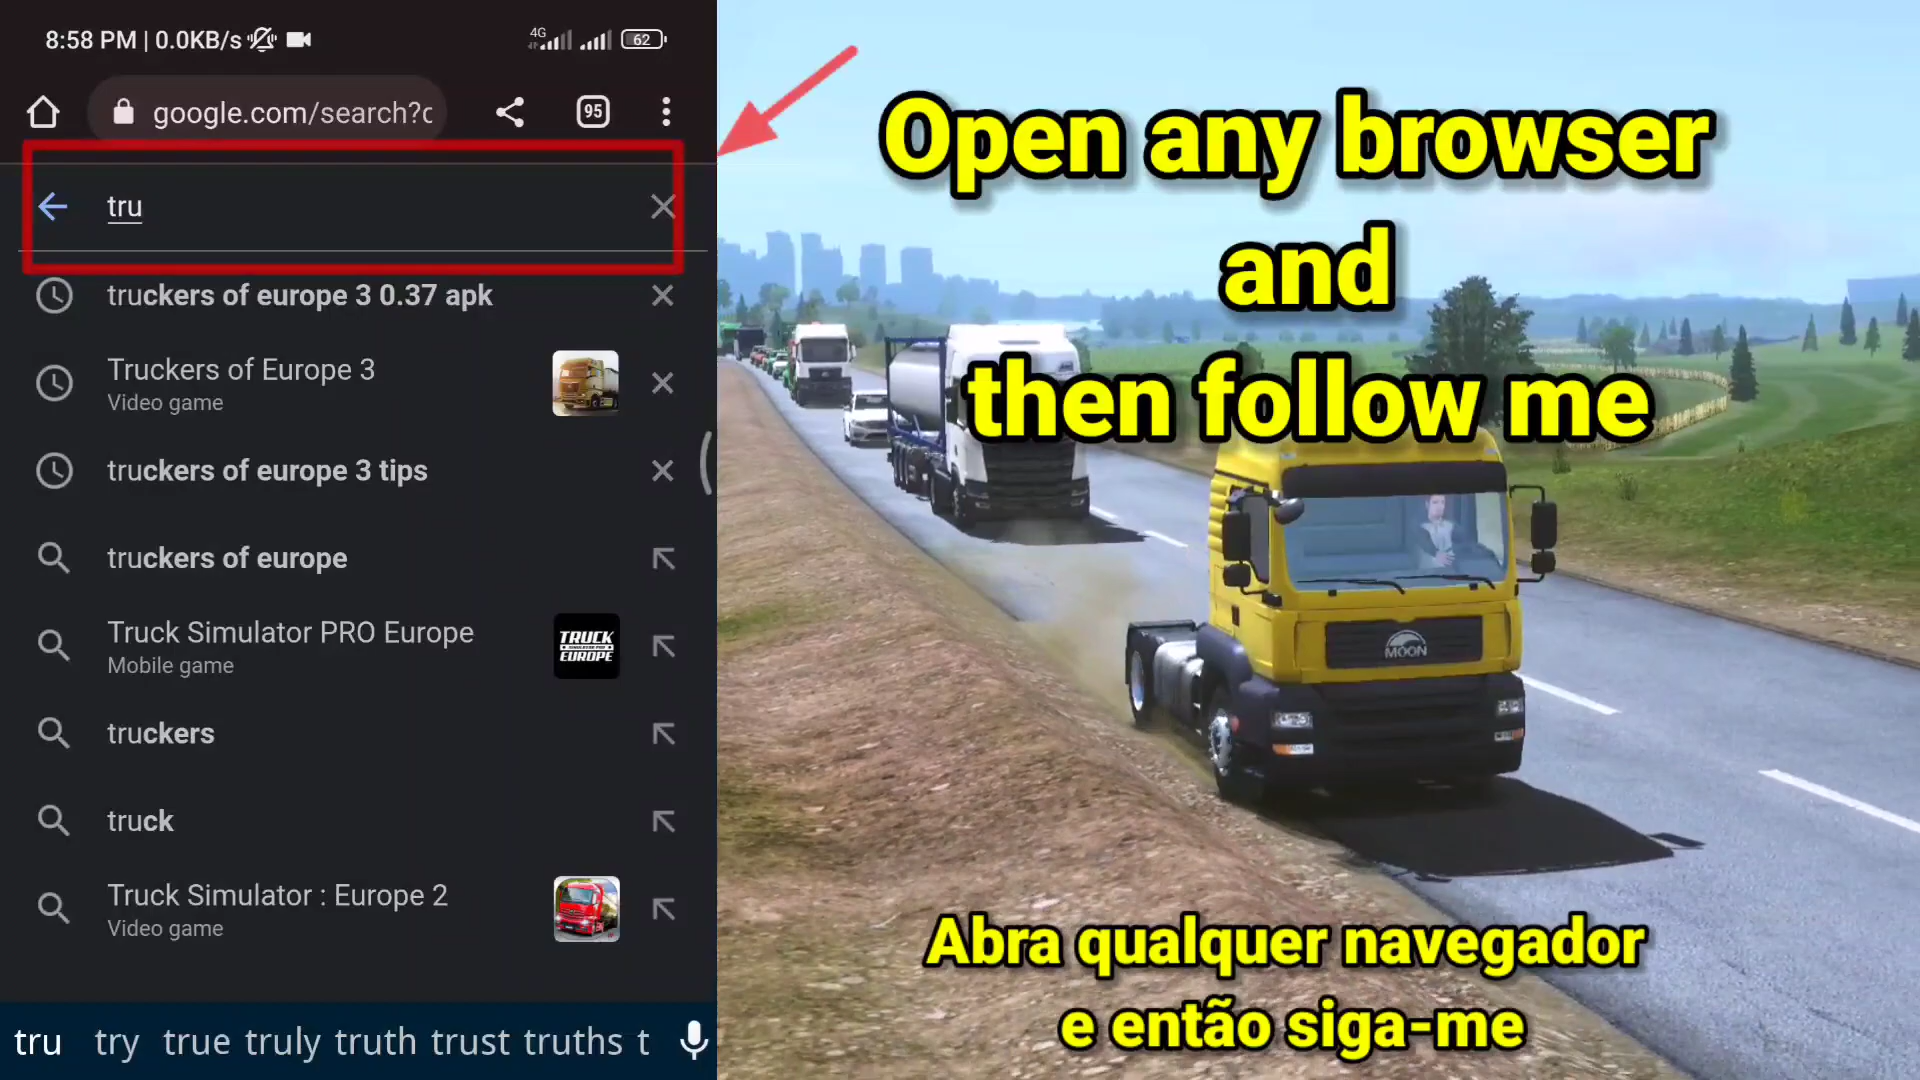 8:58 PM | 0.0KB/s
4G
62
google.com/search?c
95
tru
truckers of europe 3 0.37 apk
Truckers of Europe 3
Video game
truckers of europe 3 tips
truckers of europe
Truck Simulator PRO Europe
Mobile game
TRUCK
SIMULATOR PRO
EUROPE
truckers
truck
Truck Simulator : Europe 2
Video game
tru try true truly truth trust truths t
Open any browser
and
then follow me
MOON
Abra qualquer navegador
e então siga-me